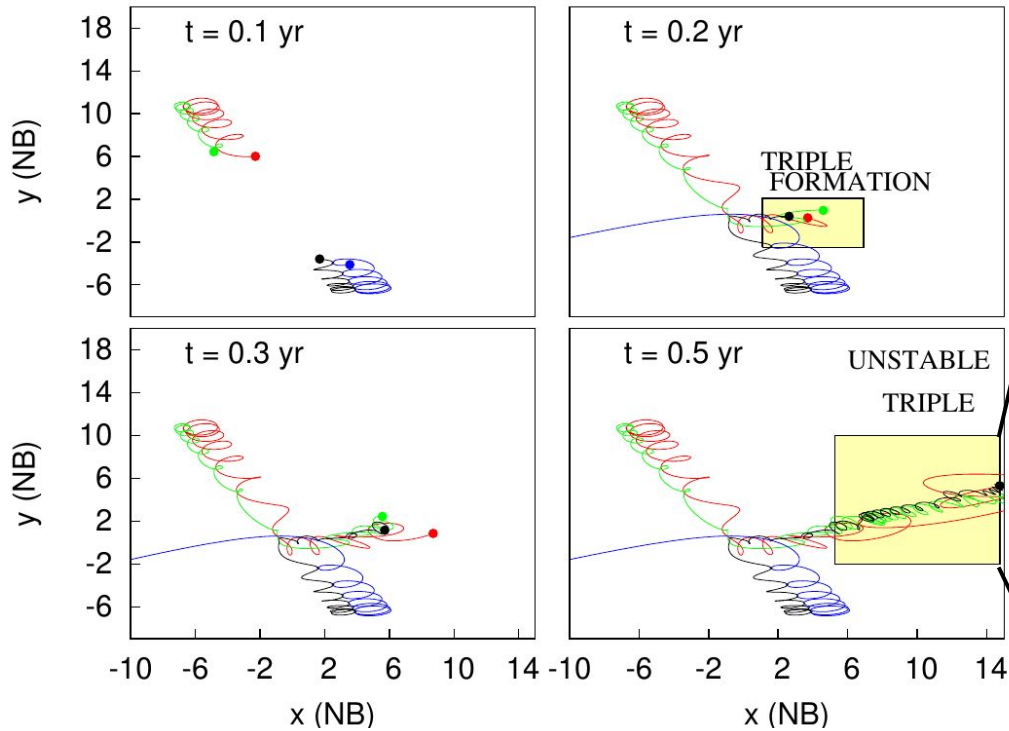 t = 0.1 yr
t = 0.2 yr
18
14
10
6
2
-2
-6
y (NB)
TRIPLE
FORMATION
t = 0.3 yr
t = 0.5 yr
18
14
10
6
2
-2
-6
y (NB)
UNSTABLE
TRIPLE
-10 -6 -2 2 6 10 14
-10 -6 -2 2 6 10 14
x (NB)
x (NB)